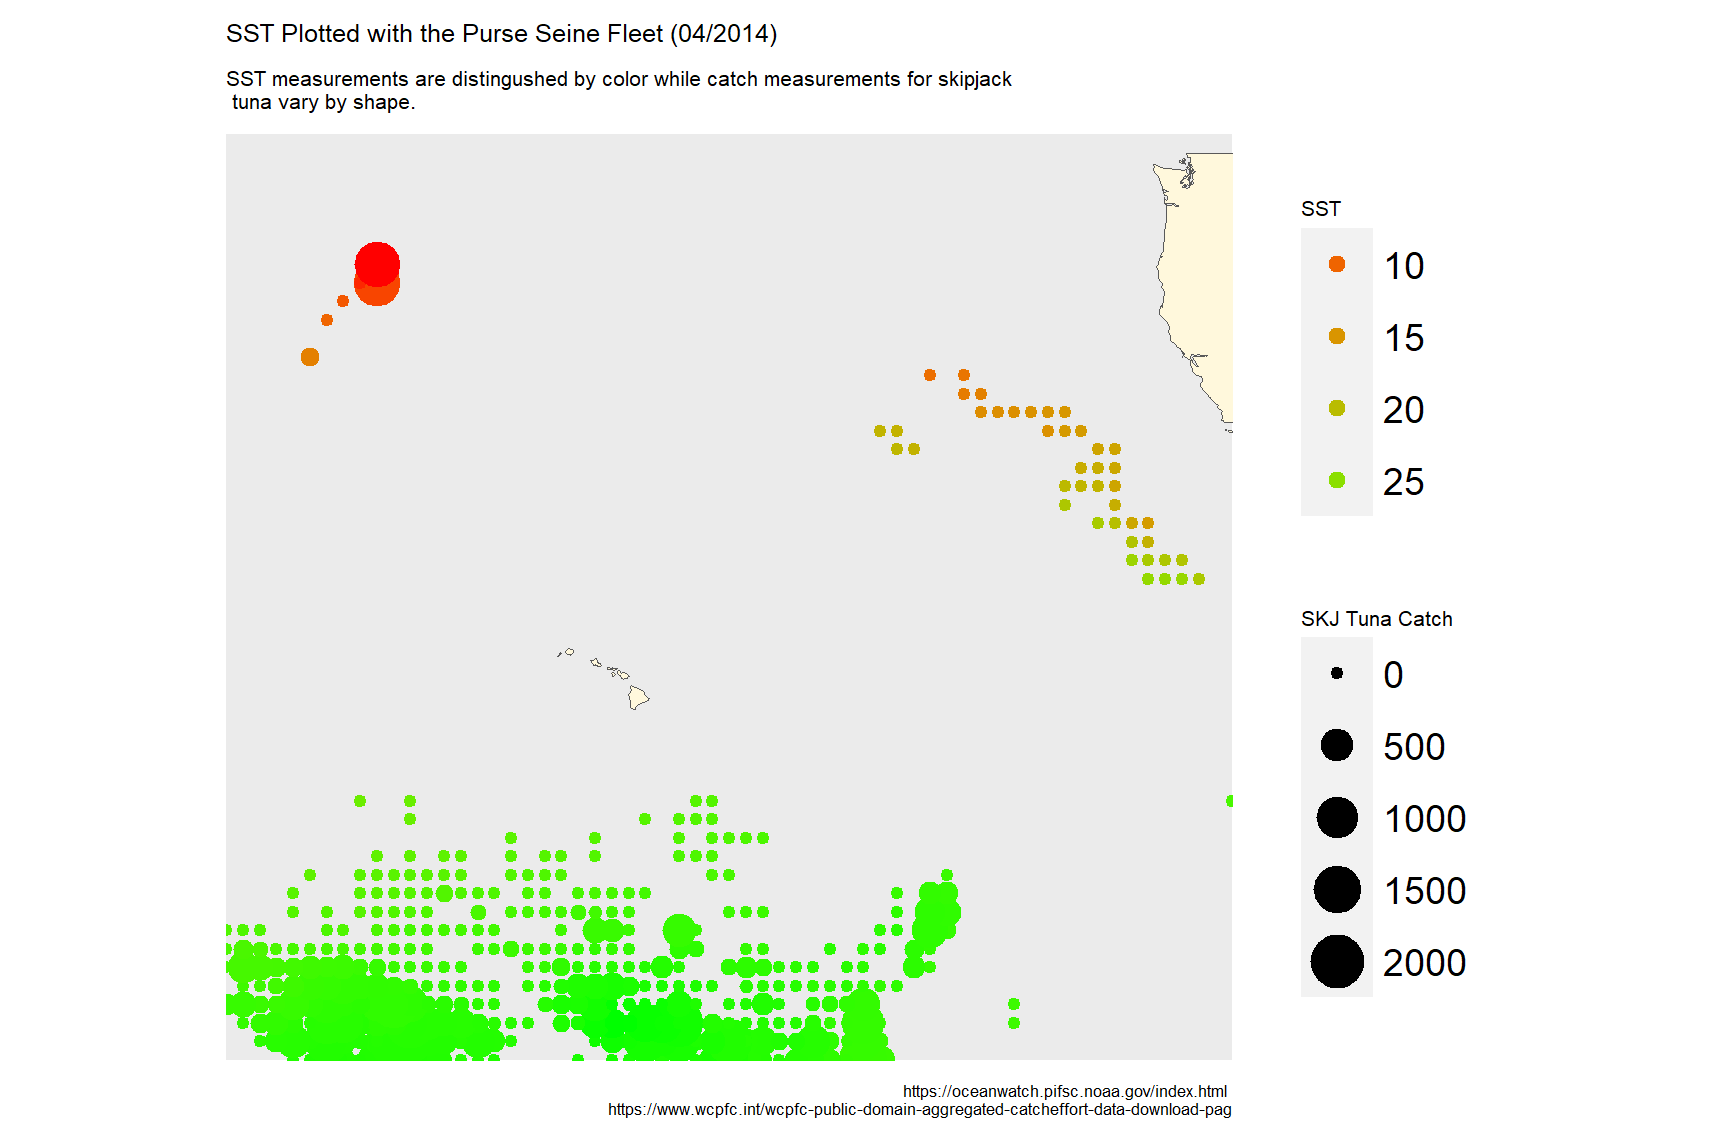 SST Plotted with the Purse Seine Fleet (04/2014)
SST measurements are distingushed by color while catch measurements for skipjack
tuna vary by shape.
SST
10
15
20
25
SKJ Tuna Catch
0
500
1000
1500
2000
https://oceanwatch.pifsc.noaa.gov/index.html
https://www.wcpfc.int/wcpfc-public-domain-aggregated-catcheffort-data-download-pag